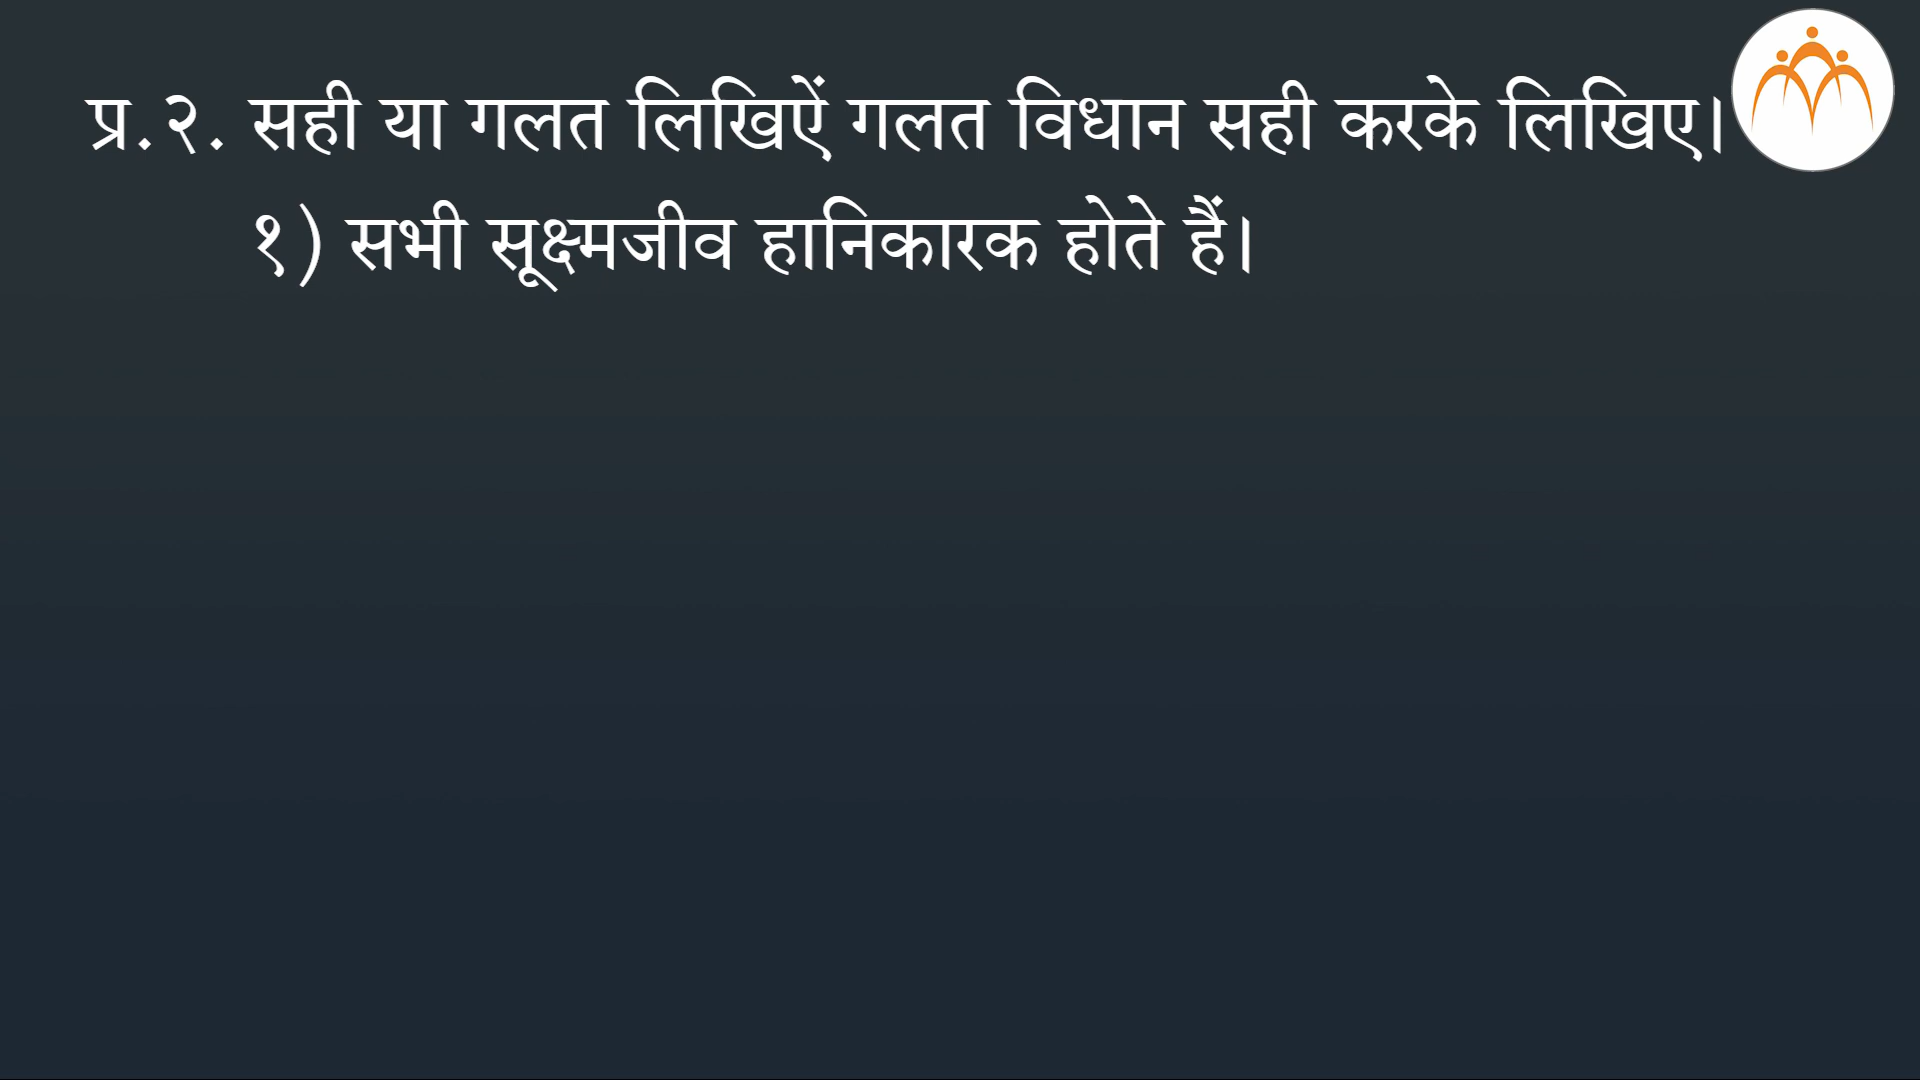 प्र.२. सही या गलत लिखिऐं गलत विधान सही करके लिखिए।
१) सभी सूक्ष्मजीव हानिकारक होते हैं।